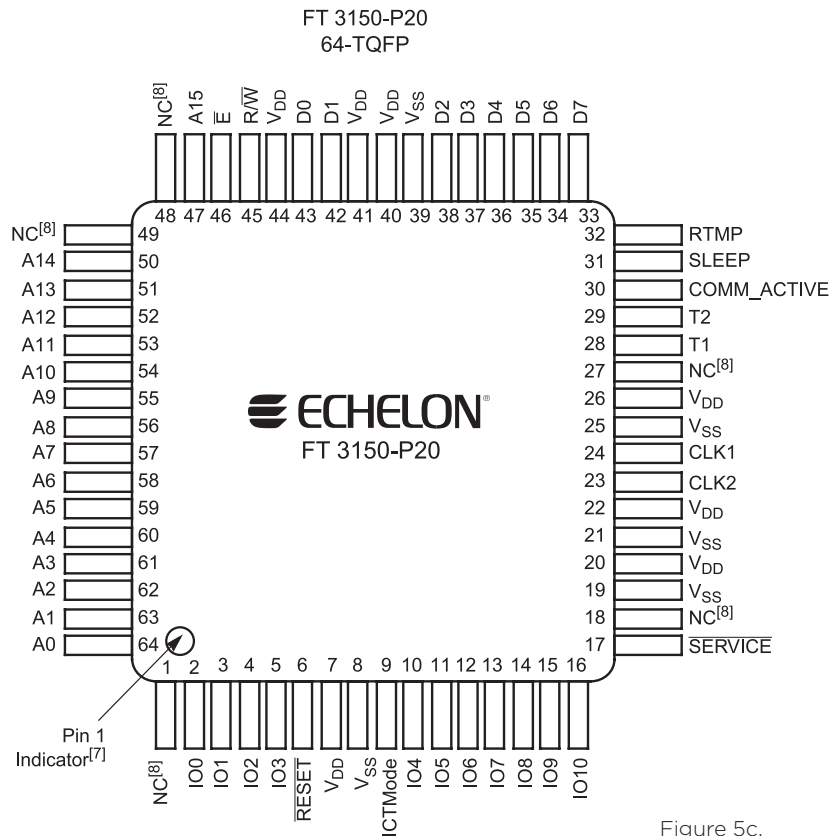 FT 3150-P20
64-TQFP
NC[8]
A15
E̅
R/W̅
VDD
D0
D1
VDD
VDD
VSS
D2
D3
D4
D5
D6
D7
48 47 46 45 44 43 42 41 40 39 38 37 36 35 34 33
NC[8] 49
A14 50
A13 51
A12 52
A11 53
A10 54
A9 55
A8 56
A7 57
A6 58
A5 59
A4 60
A3 61
A2 62
A1 63
A0 64
ECHELON®
FT 3150-P20
32 RTMP
31 SLEEP
30 COMM_ACTIVE
29 T2
28 T1
27 NC[8]
26 VDD
25 VSS
24 CLK1
23 CLK2
22 VDD
21 VSS
20 VDD
19 VSS
18 NC[8]
17 S̅E̅R̅V̅I̅C̅E̅
1 2 3 4 5 6 7 8 9 10 11 12 13 14 15 16
Pin 1
Indicator[7]
NC[8]
IO0
IO1
IO2
IO3
R̅E̅S̅E̅T̅
VDD
VSS
ICTMode
IO4
IO5
IO6
IO7
IO8
IO9
IO10
Figure 5c.